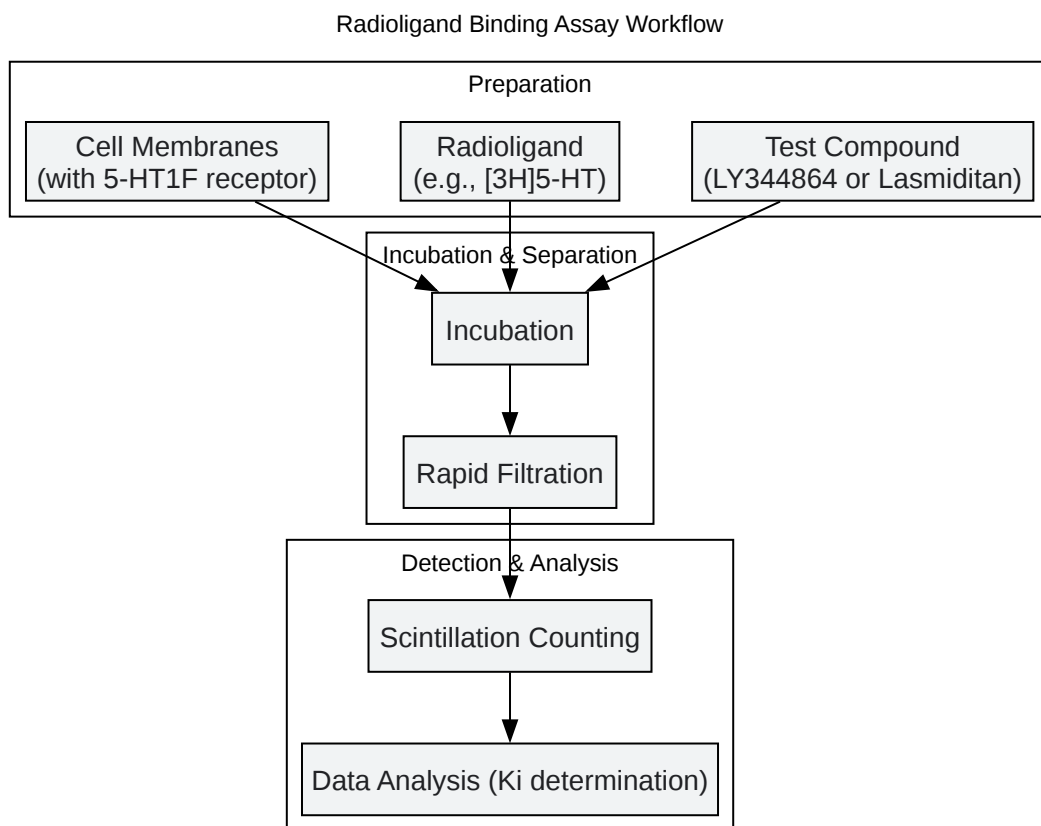 Radioligand Binding Assay Workflow
Preparation
Cell Membranes
(with 5-HT1F receptor)
Radioligand
(e.g., [3H]5-HT)
Test Compound
(LY344864 or Lasmiditan)
Incubation & Separation
Incubation
Rapid Filtration
Detection & Analysis
Scintillation Counting
Data Analysis (Ki determination)